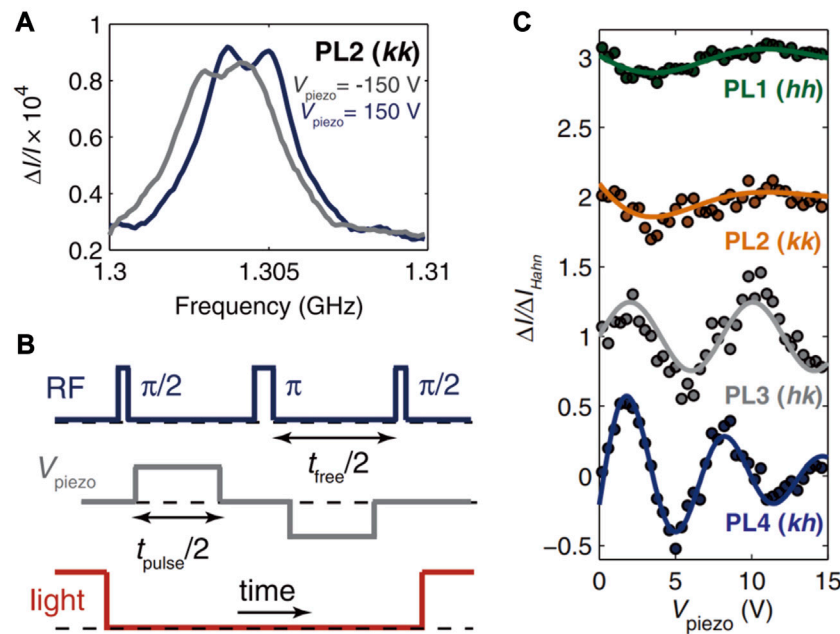 A
PL2 (kk)
V_piezo = -150 V
V_piezo = 150 V
ΔI/I × 10⁴
1
0.8
0.6
0.4
0.2
1.3
1.305
1.31
Frequency (GHz)
B
RF
π/2
π
π/2
t_free/2
V_piezo
t_pulse/2
light
time
C
3
2.5
2
1.5
1
0.5
0
−0.5
ΔI/ΔI_Hahn
PL1 (hh)
PL2 (kk)
PL3 (hk)
PL4 (kh)
0
5
10
15
V_piezo (V)